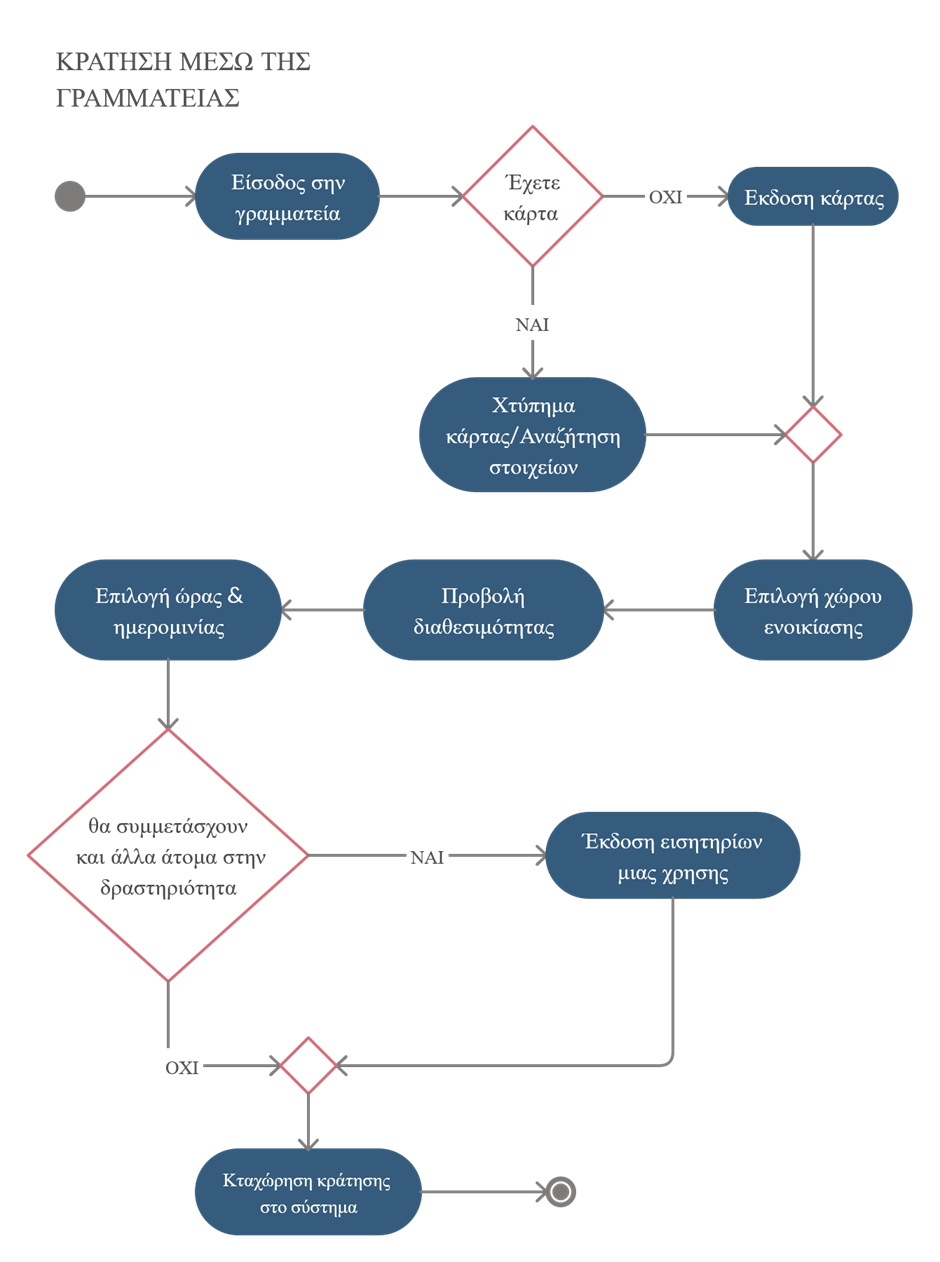 ΚΡΑΤΗΣΗ ΜΕΣΩ ΤΗΣ
ΓΡΑΜΜΑΤΕΙΑΣ
Είσοδος σην
γραμματεία
Έχετε
κάρτα
ΟΧΙ
Εκδοση κάρτας
ΝΑΙ
Χτύπημα
κάρτας/Αναζήτηση
στοιχείων
Επιλογή ώρας &
ημερομινίας
Προβολή
διαθεσιμότητας
Επιλογή χώρου
ενοικίασης
θα συμμετάσχουν
και άλλα άτομα στην
δραστηριότητα
ΝΑΙ
Έκδοση εισητηρίων
μιας χρησης
ΟΧΙ
Κταχώρηση κράτησης
στο σύστημα